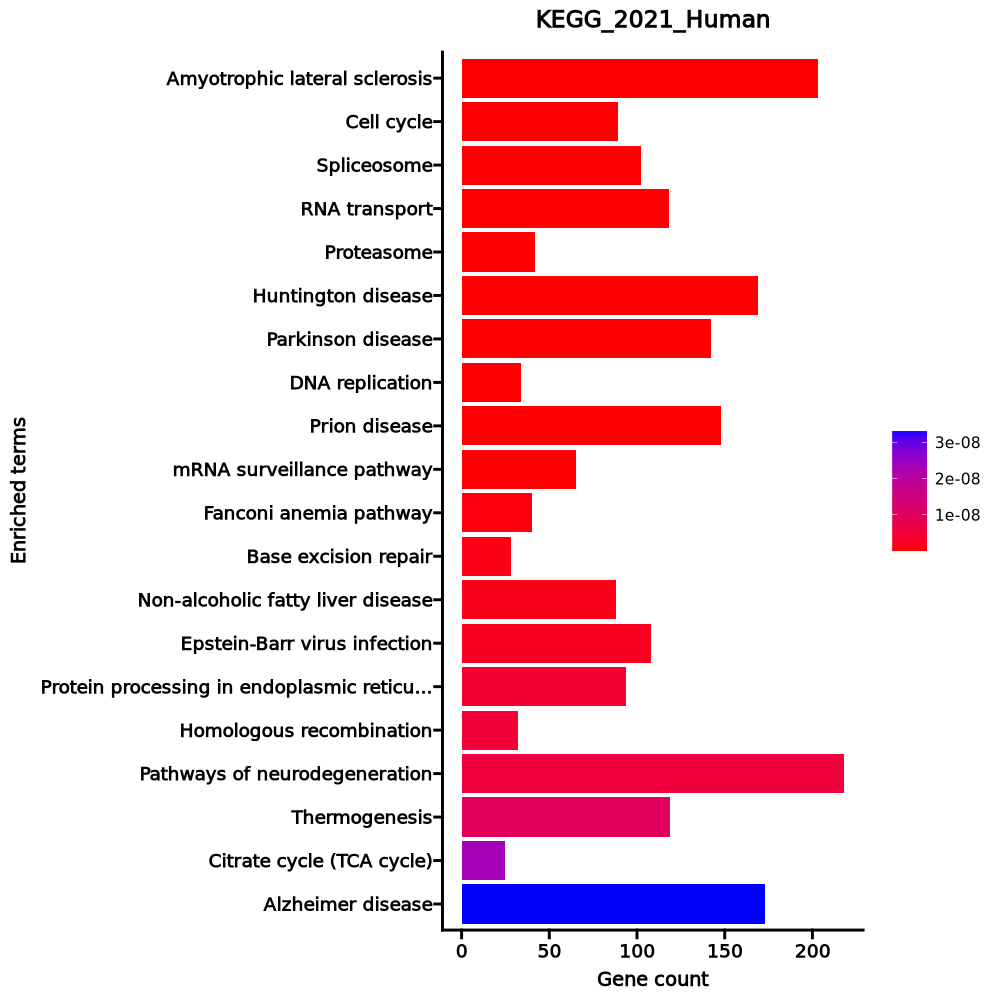 KEGG_2021_Human
Amyotrophic lateral sclerosis
Cell cycle
Spliceosome
RNA transport
Proteasome
Huntington disease
Parkinson disease
DNA replication
Prion disease
mRNA surveillance pathway
Fanconi anemia pathway
Base excision repair
Non-alcoholic fatty liver disease
Epstein-Barr virus infection
Protein processing in endoplasmic reticu...
Homologous recombination
Pathways of neurodegeneration
Thermogenesis
Citrate cycle (TCA cycle)
Alzheimer disease
Enriched terms
0 50 100 150 200
Gene count
3e-08
2e-08
1e-08